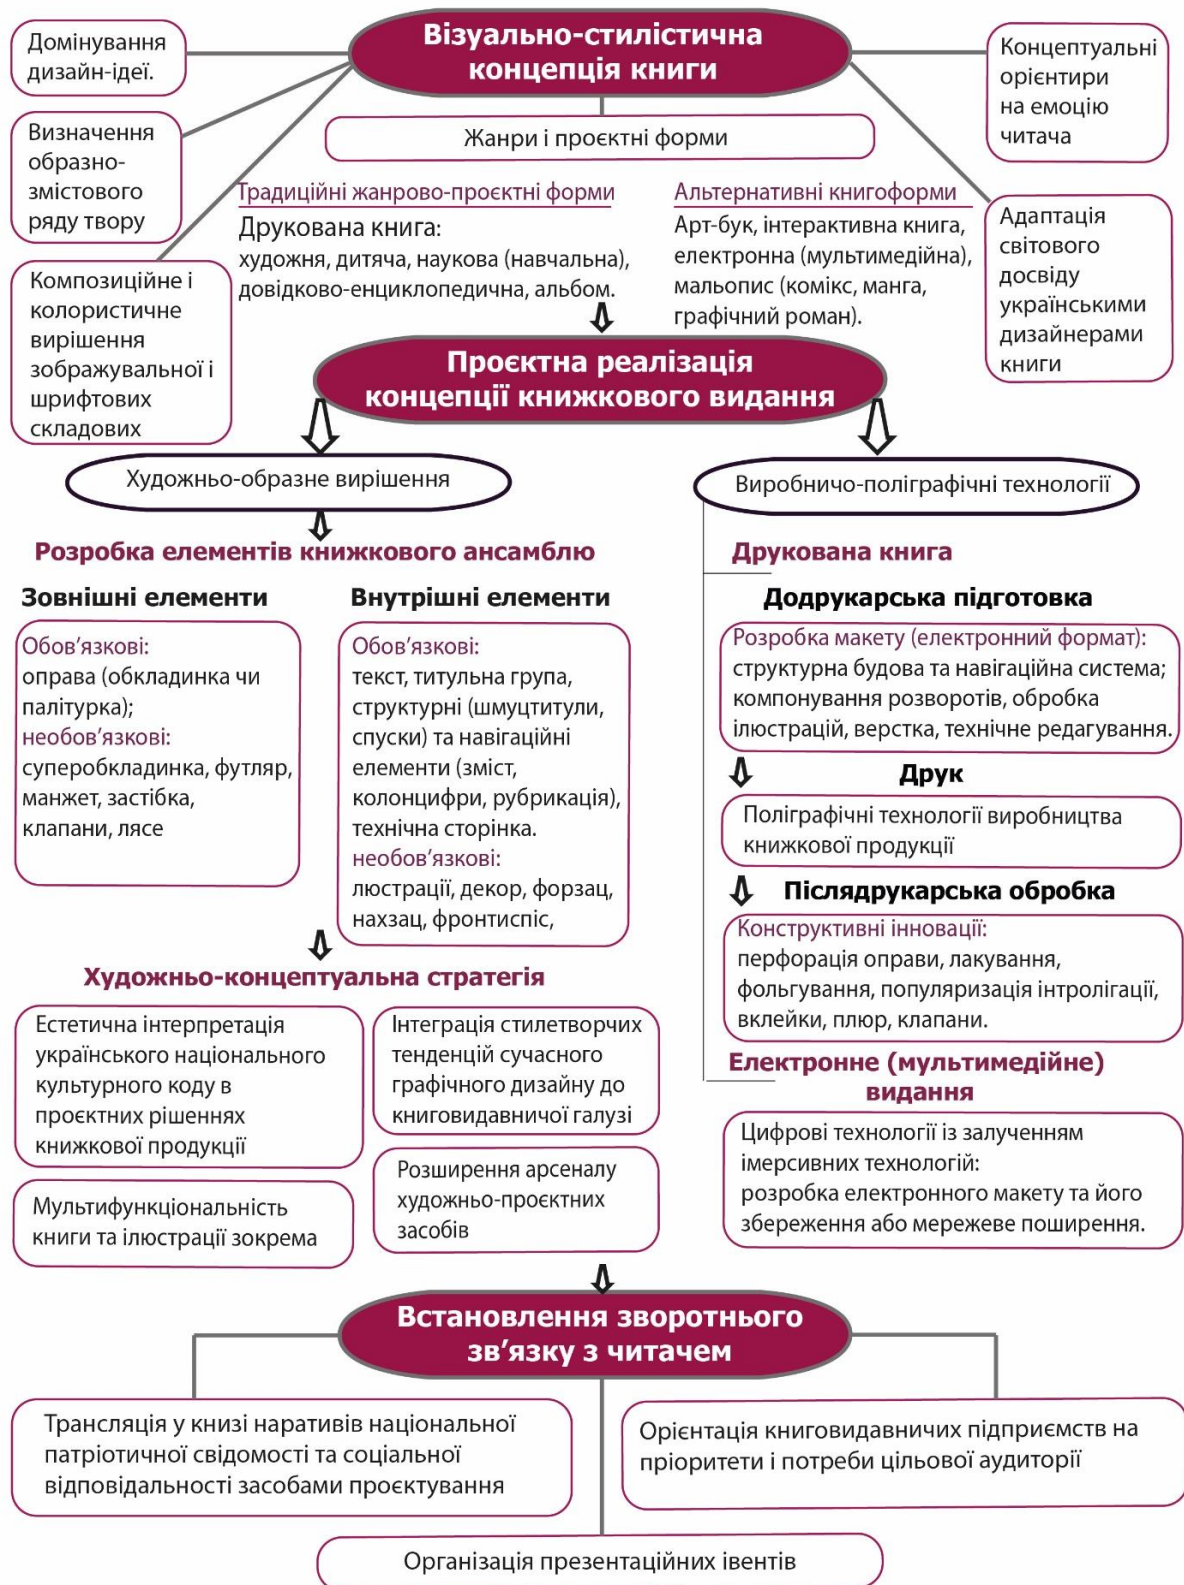 Візуально-стилістична
концепція книги
Домінування
дизайн-ідеї.
Визначення
образно-
змістового
ряду твору
Композиційне і
колористичне
вирішення
зображувальної і
шрифтових
складових
Концептуальні
орієнтири
на емоцію
читача
Адаптація
світового
досвіду
українськими
дизайнерами
книги
Жанри і проєктні форми
Традиційні жанрово-проєктні форми
Друкована книга:
художня, дитяча, наукова (навчальна),
довідково-енциклопедична, альбом.
Альтернативні книгоформи
Арт-бук, інтерактивна книга,
електронна (мультимедійна),
мальопис (комікс, манга,
графічний роман).
Проєктна реалізація
концепції книжкового видання
Художньо-образне вирішення
Розробка елементів книжкового ансамблю
Зовнішні елементи
Обов’язкові:
оправа (обкладинка чи
палітурка);
необов’язкові:
суперобкладинка, футляр,
манжет, застібка,
клапани, лясе
Внутрішні елементи
Обов’язкові:
текст, титульна група,
структурні (шмуцтитули,
спуски) та навігаційні
елементи (зміст,
колонцифри, рубрикація),
технічна сторінка.
необов’язкові:
люстрації, декор, форзац,
нахзац, фронтиспіс,
Художньо-концептуальна стратегія
Естетична інтерпретація
українського національного
культурного коду в
проєктних рішеннях
книжкової продукції
Інтеграція стилетворчих
тенденцій сучасного
графічного дизайну до
книговидавничої галузі
Мультифункціональність
книги та ілюстрації зокрема
Розширення арсеналу
художньо-проєктних
засобів
Виробничо-поліграфічні технології
Друкована книга
Додрукарська підготовка
Розробка макету (електронний формат):
структурна будова та навігаційна система;
компонування розворотів, обробка
ілюстрацій, верстка, технічне редагування.
Друк
Поліграфічні технології виробництва
книжкової продукції
Післядрукарська обробка
Конструктивні інновації:
перфорація оправи, лакування,
фольгування, популяризація інтролігації,
вклейки, плюр, клапани.
Електронне (мультимедійне)
видання
Цифрові технології із залученням
імерсивних технологій:
розробка електронного макету та його
збереження або мережеве поширення.
Встановлення зворотнього
зв’язку з читачем
Трансляція у книзі наративів національної
патріотичної свідомості та соціальної
відповідальності засобами проєктування
Орієнтація книговидавничих підприємств на
пріоритети і потреби цільової аудиторії
Організація презентаційних івентів